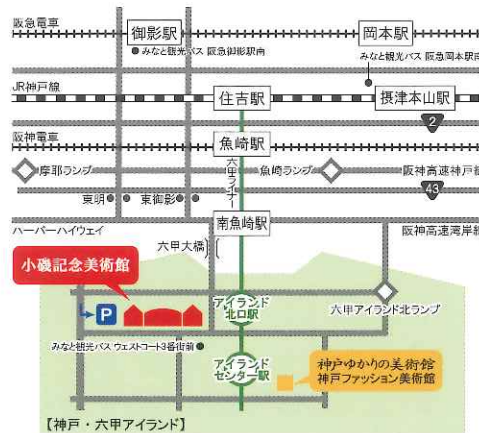 阪急電車
御影駅
岡本駅
●みなと観光バス 阪急御影駅南
みなと観光バス 阪急岡本駅南
JR神戸線
住吉駅
摂津本山駅
2
阪神電車
魚崎駅
摩耶ランプ
六甲ライナー
魚崎ランプ
阪神高速神戸線
43
東明
東御影
南魚崎駅
ハーバーハイウェイ
阪神高速湾岸線
六甲大橋
小磯記念美術館
P
アイランド
北口駅
六甲アイランド北ランプ
みなと観光バス ウェストコート3番街前●
アイランド
センター駅
神戸ゆかりの美術館
神戸ファッション美術館
【神戸・六甲アイランド】